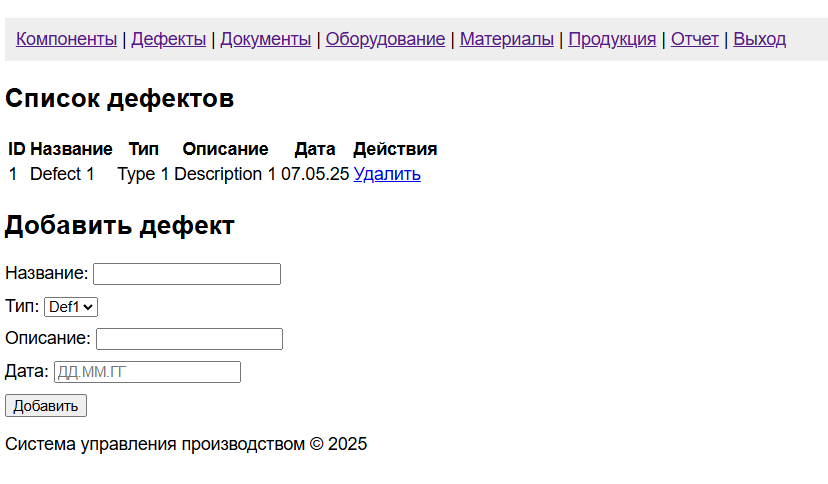 Компоненты | Дефекты | Документы | Оборудование | Материалы | Продукция | Отчет | Выход
Список дефектов
ID Название Тип Описание Дата Действия
1 Defect 1 Type 1 Description 1 07.05.25 Удалить
Добавить дефект
Название:
Тип: Def1
Описание:
Дата: ДД.ММ.ГГ
Добавить
Система управления производством © 2025